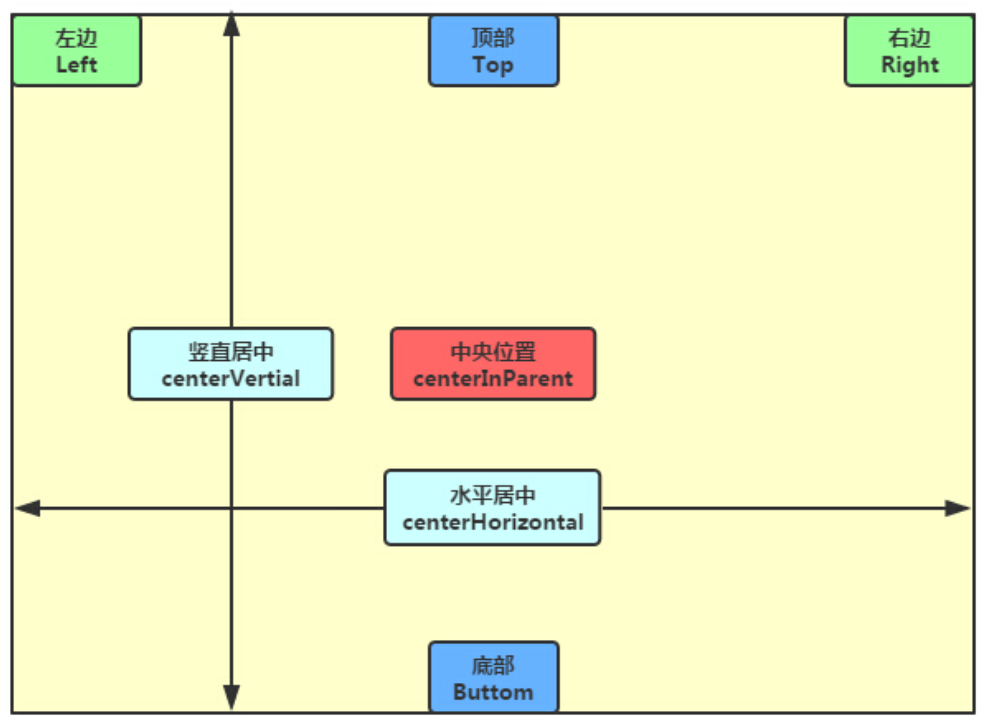 左边
Left
顶部
Top
右边
Right
竖直居中
centerVertial
中央位置
centerInParent
水平居中
centerHorizontal
底部
Buttom